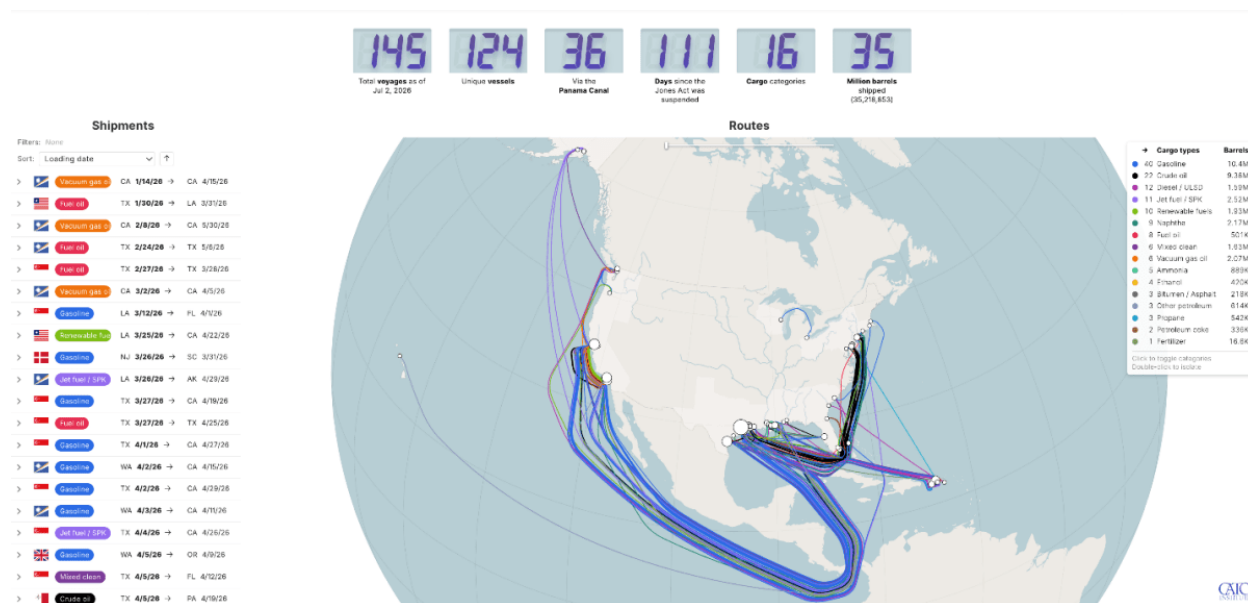 145
124
36
111
16
35
Total voyages as of
Jul 2, 2026
Unique vessels
Via the
Panama Canal
Days since the
Jones Act was
suspended
Cargo categories
Million barrels
shipped
(35,218,853)
Shipments
Filters: None
Sort: Loading date ↑
Vacuum gas oi CA 1/14/26 → CA 4/15/26
Fuel oil TX 1/30/26 → LA 3/31/26
Vacuum gas oi CA 2/8/26 → CA 5/30/26
Fuel oil TX 2/24/26 → TX 5/6/26
Fuel oil TX 2/27/26 → TX 3/28/26
Vacuum gas oi CA 3/2/26 → CA 4/5/26
Gasoline LA 3/12/26 → FL 4/1/26
Renewable fue LA 3/25/26 → CA 4/22/26
Gasoline NJ 3/26/26 → SC 3/31/26
Jet fuel / SPK LA 3/26/26 → AK 4/29/26
Gasoline TX 3/27/26 → CA 4/19/26
Fuel oil TX 3/27/26 → TX 4/25/26
Gasoline TX 4/1/26 → CA 4/27/26
Gasoline WA 4/2/26 → CA 4/15/26
Gasoline TX 4/2/26 → CA 4/29/26
Gasoline WA 4/3/26 → CA 4/11/26
Jet fuel / SPK TX 4/4/26 → CA 4/26/26
Gasoline WA 4/5/26 → OR 4/9/26
Mixed clean TX 4/5/26 → FL 4/12/26
Crude oil TX 4/5/26 → PA 4/19/26
Routes
→ Cargo types Barrels
40 Gasoline 10.4M
22 Crude oil 9.38M
12 Diesel / ULSD 1.59M
11 Jet fuel / SPK 2.52M
10 Renewable fuels 1.93M
9 Naphtha 2.17M
8 Fuel oil 501K
6 Mixed clean 1.63M
6 Vacuum gas oil 2.07M
5 Ammonia 889K
4 Ethanol 420K
3 Bitumen / Asphalt 218K
3 Other petroleum 614K
3 Propane 542K
2 Petroleum coke 336K
1 Fertilizer 16.6K
Click to toggle categories
Double-click to isolate